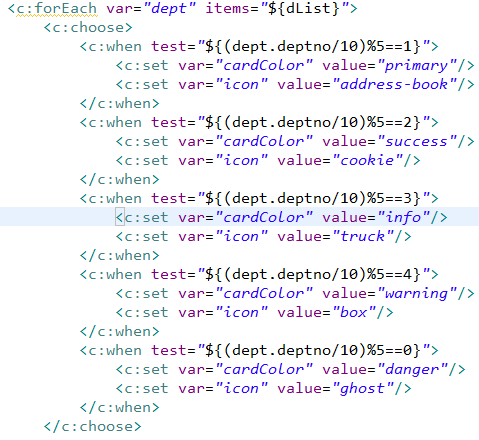 <c:forEach var="dept" items="${dList}">
<c:choose>
<c:when test="${(dept.deptno/10)%5==1}">
<c:set var="cardColor" value="primary"/>
<c:set var="icon" value="address-book"/>
</c:when>
<c:when test="${(dept.deptno/10)%5==2}">
<c:set var="cardColor" value="success"/>
<c:set var="icon" value="cookie"/>
</c:when>
<c:when test="${(dept.deptno/10)%5==3}">
<c:set var="cardColor" value="info"/>
<c:set var="icon" value="truck"/>
</c:when>
<c:when test="${(dept.deptno/10)%5==4}">
<c:set var="cardColor" value="warning"/>
<c:set var="icon" value="box"/>
</c:when>
<c:when test="${(dept.deptno/10)%5==0}">
<c:set var="cardColor" value="danger"/>
<c:set var="icon" value="ghost"/>
</c:when>
</c:choose>